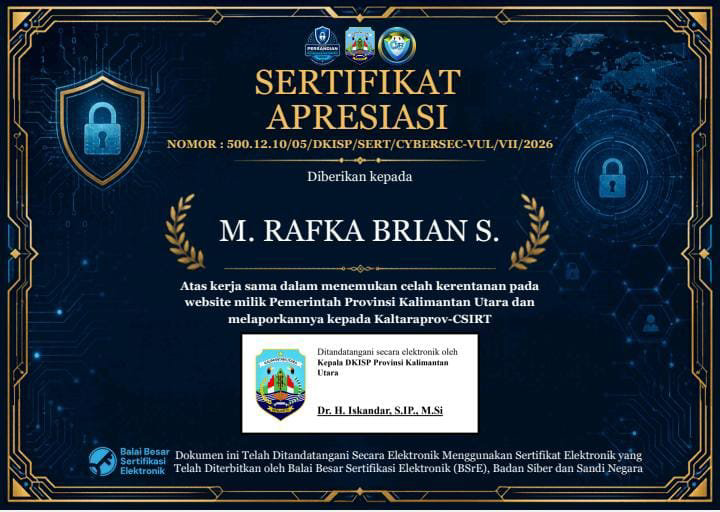 PERSANDIAN
SERTIFIKAT
APRESIASI
NOMOR : 500.12.10/05/DKISP/SERT/CYBERSEC-VUL/VII/2026
Diberikan kepada
M. RAFKA BRIAN S.
Atas kerja sama dalam menemukan celah kerentanan pada
website milik Pemerintah Provinsi Kalimantan Utara dan
melaporkannya kepada Kaltaraprov-CSIRT
Ditandatangani secara elektronik oleh
Kepala DKISP Provinsi Kalimantan
Utara
Dr. H. Iskandar, S.IP., M.Si
Balai Besar
Sertifikasi
Elektronik
Dokumen ini Telah Ditandatangani Secara Elektronik Menggunakan Sertifikat Elektronik yang
Telah Diterbitkan oleh Balai Besar Sertifikasi Elektronik (BSrE), Badan Siber dan Sandi Negara